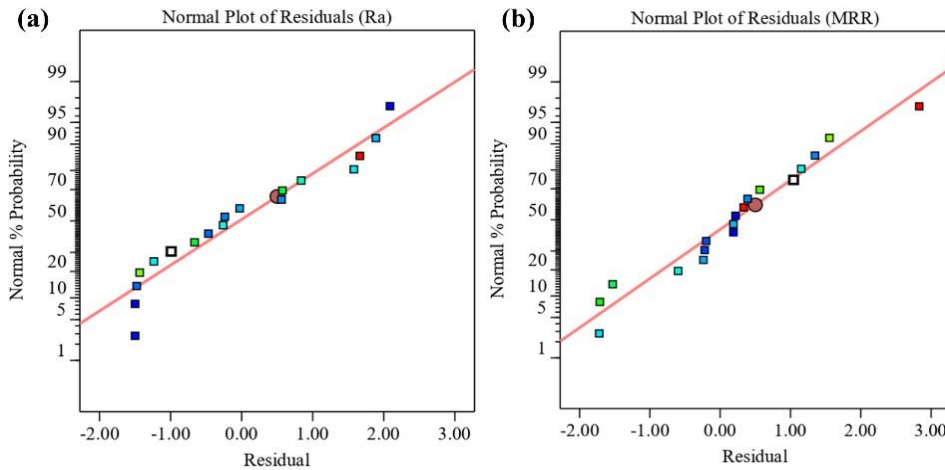 (a)
Normal Plot of Residuals (Ra)
Normal % Probability
99
95
90
70
50
20
10
5
1
-2.00 -1.00 0.00 1.00 2.00 3.00
Residual
(b)
Normal Plot of Residuals (MRR)
Normal % Probability
99
95
90
70
50
20
10
5
1
-2.00 -1.00 0.00 1.00 2.00 3.00
Residual